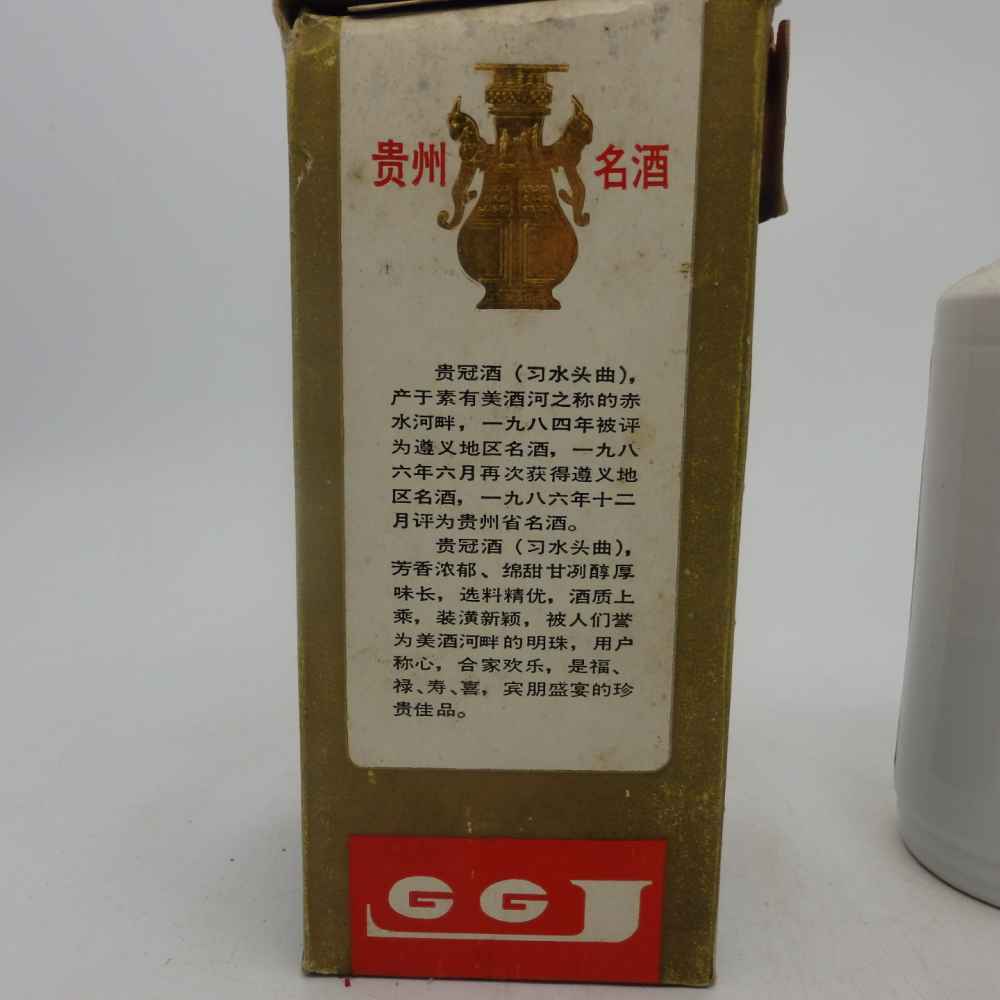 贵州 名酒
贵冠酒（习水头曲），
产于素有美酒河之称的赤
水河畔，一九八四年被评
为遵义地区名酒，一九八
六年六月再次获得遵义地
区名酒，一九八六年十二
月评为贵州省名酒。
贵冠酒（习水头曲），
芳香浓郁、绵甜甘冽醇厚
味长，选料精优，酒质上
乘，装潢新颖，被人们誉
为美酒河畔的明珠，用户
称心，合家欢乐，是福、
禄、寿、喜，宾朋盛宴的珍
贵佳品。
GGJ